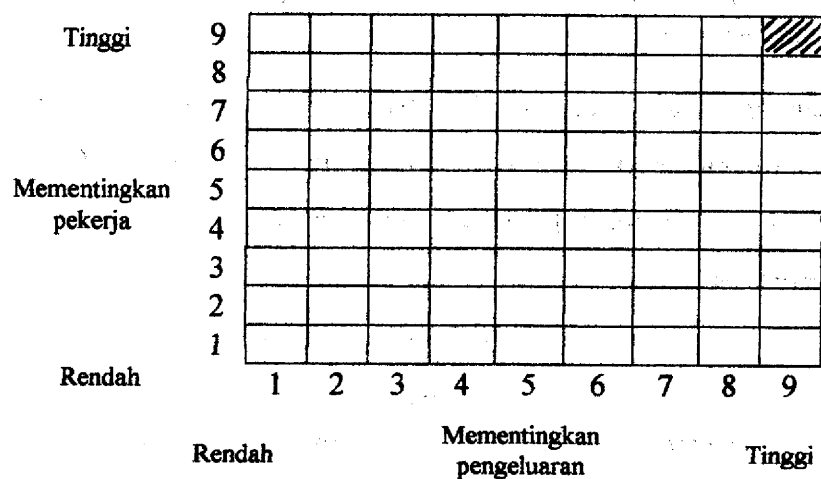 Tinggi 9
8
7
6
Mementingkan 5
pekerja 4
3
2
1
Rendah 1 2 3 4 5 6 7 8 9
Rendah Mementingkan pengeluaran Tinggi